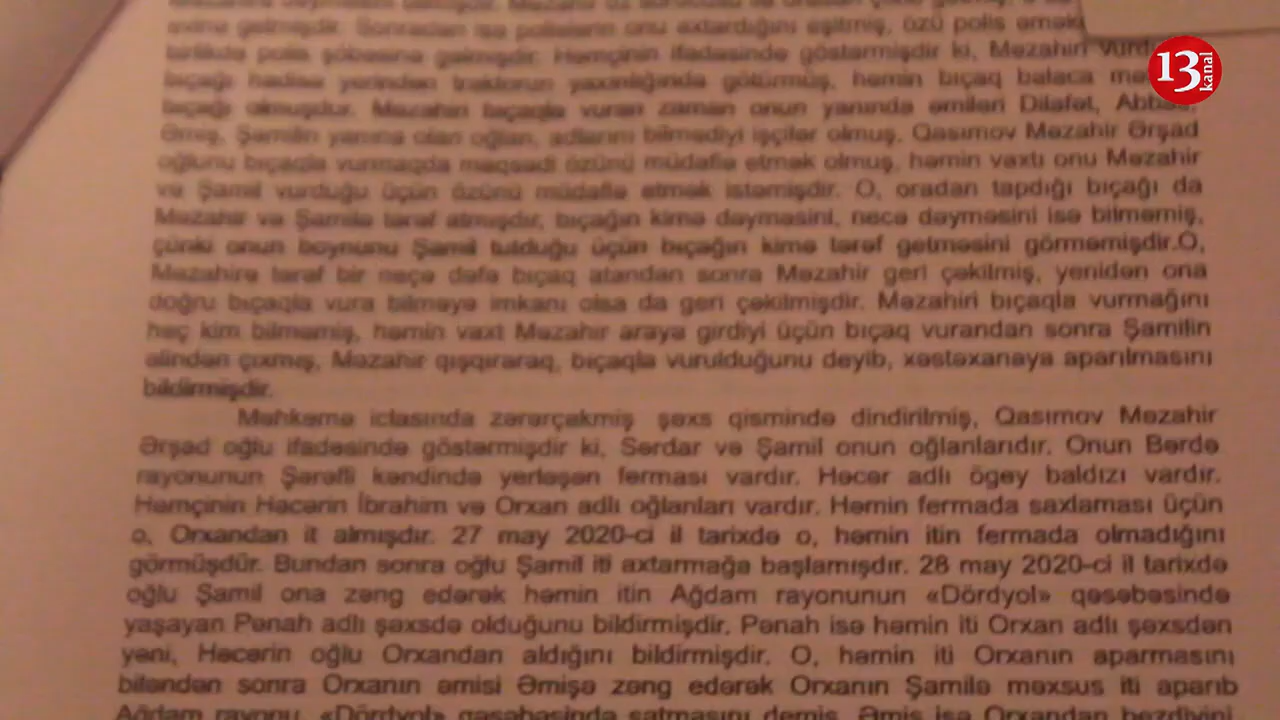 axına gəlmişdir. Sonradan isə polislərin onu axtardığını eşitmiş, özü polis əmək
birlikdə polis şöbəsinə gəlmişdir. Həmçinin ifadəsində göstərmişdir ki, Məzahiri vurd
bıçağı hadisə yerindən traktorun yaxınlığında götürmüş, həmin bıçaq balaca
bıçağı olmuşdur. Məzahiri bıçaqla vuran zaman onun yanında əmiləri Dilafət, Abbas,
Əmiş, Şamilin yanına olan oğlan, adlarını bilmədiyi işçilər olmuş. Qasımov Məzahir Ərşad
oğlunu bıçaqla vurmaqda məqsədi özünü müdafiə etmək olmuş, həmin vaxtı onu Məzahir
və Şamil vurduğu üçün özünü müdafiə etmək istəmişdir. O, oradan tapdığı bıçağı da
Məzahir və Şamilə tərəf atmışdır, bıçağın kimə dəyməsini, necə dəyməsini isə bilməmiş,
çünki onun boynunu Şamil tutduğu üçün bıçağın kimə tərəf getməsini görməmişdir.O,
Məzahirə tərəf bir neçə dəfə bıçaq atandan sonra Məzahir geri çəkilmiş, yenidən ona
doğru bıçaqla vura bilməyə imkanı olsa da geri çəkilmişdir. Məzahiri bıçaqla vurmağını
heç kim bilməmiş, həmin vaxt Məzahir araya girdiyi üçün bıçaq vurandan sonra Şamilin
əlindən çıxmış, Məzahir qışqıraraq, bıçaqla vurulduğunu deyib, xəstəxanaya aparılmasını
bildirmişdir.
Məhkəmə iclasında zərərçəkmiş şəxs qismində dindirilmiş, Qasımov Məzahir
Ərşad oğlu ifadəsində göstərmişdir ki, Sərdar və Şamil onun oğlanlarıdır. Onun Bərdə
rayonunun Şərəfli kəndində yerləşən ferması vardır. Həcər adlı ögey baldızı vardır.
Həmçinin Həcərin İbrahim və Orxan adlı oğlanları vardır. Həmin fermada saxlaması üçün
o, Orxandan it almışdır. 27 may 2020-ci il tarixdə o, həmin itin fermada olmadığını
görmüşdür. Bundan sonra oğlu Şamil iti axtarmağa başlamışdır. 28 may 2020-ci il tarixdə
oğlu Şamil ona zəng edərək həmin itin Ağdam rayonunun «Dördyol» qəsəbəsində
yaşayan Pənah adlı şəxsdə olduğunu bildirmişdir. Pənah isə həmin iti Orxan adlı şəxsdən
yəni, Həcərin oğlu Orxandan aldığını bildirmişdir. O, həmin iti Orxanın aparmasını
biləndən sonra Orxanın əmisi Əmişə zəng edərək Orxanın Şamilə məxsus iti aparıb
Ağdam rayonu, «Dördyol» qəsəbəsində satmasını demiş. Əmiş isə Orxandan bezdiyini
13 kanal